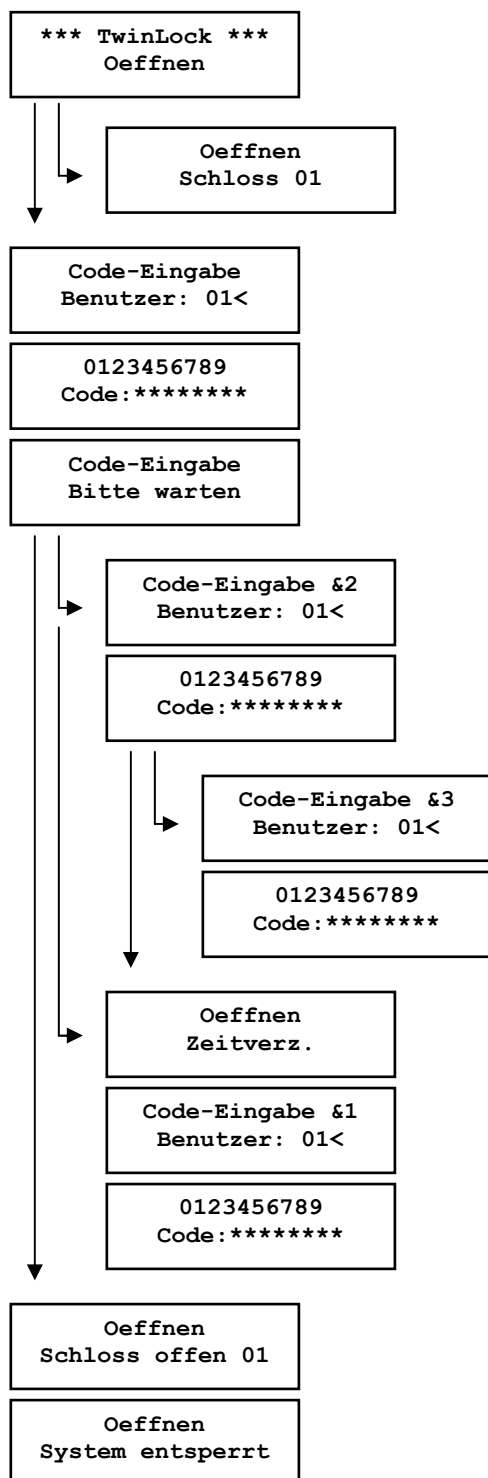 *** TwinLock ***
Oeffnen
Oeffnen
Schloss 01
Code-Eingabe
Benutzer: 01<
0123456789
Code:********
Code-Eingabe
Bitte warten
Code-Eingabe &2
Benutzer: 01<
0123456789
Code:********
Code-Eingabe &3
Benutzer: 01<
0123456789
Code:********
Oeffnen
Zeitverz.
Code-Eingabe &1
Benutzer: 01<
0123456789
Code:********
Oeffnen
Schloss offen 01
Oeffnen
System entsperrt